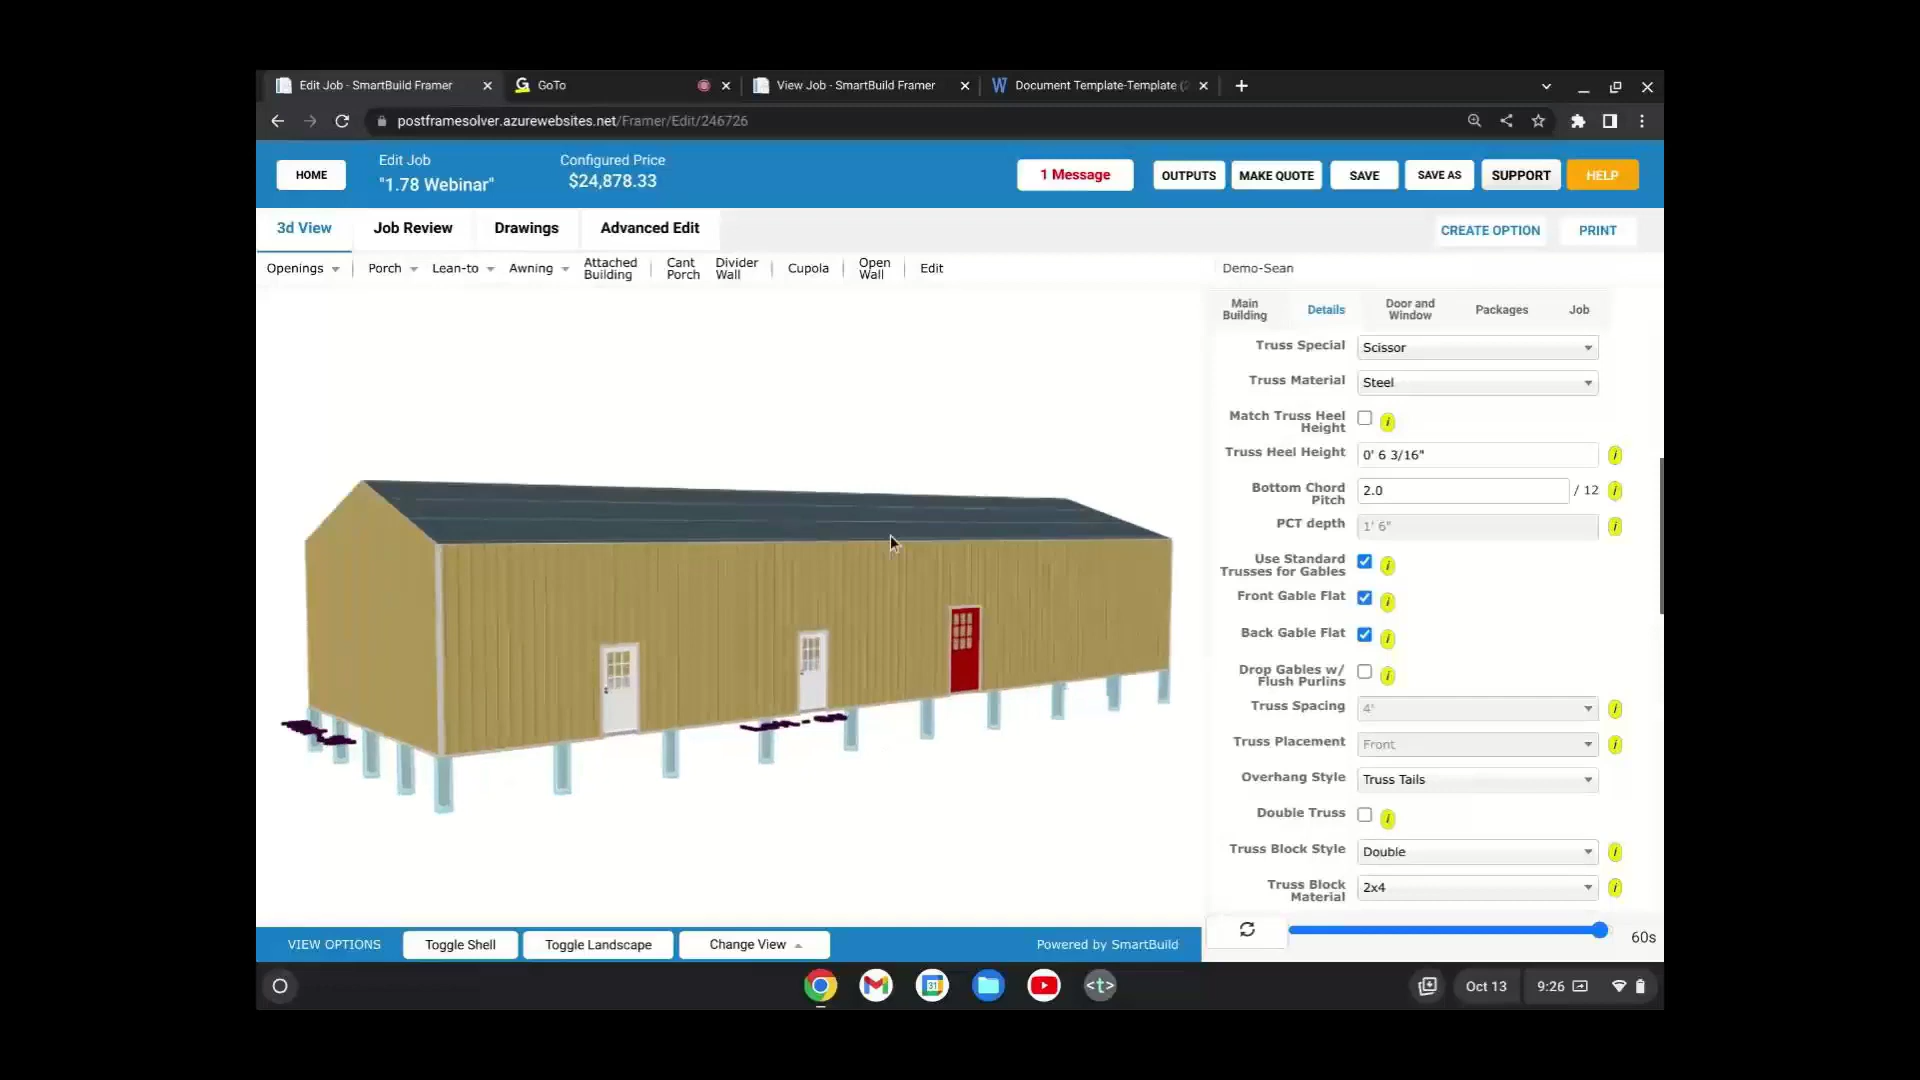 Edit Job - SmartBuild Framer
GoTo
View Job - SmartBuild Framer
Document Template-Template (
postframesolver.azurewebsites.net/Framer/Edit/246726
HOME
Edit Job
"1.78 Webinar"
Configured Price
$24,878.33
1 Message
OUTPUTS
MAKE QUOTE
SAVE
SAVE AS
SUPPORT
HELP
3d View
Job Review
Drawings
Advanced Edit
CREATE OPTION
PRINT
Openings
Porch
Lean-to
Awning
Attached
Building
Cant
Porch
Divider
Wall
Cupola
Open
Wall
Edit
Demo-Sean
Main
Building
Details
Door and
Window
Packages
Job
Truss Special
Scissor
Truss Material
Steel
Match Truss Heel
Height
i
Truss Heel Height
0' 6 3/16"
i
Bottom Chord
Pitch
2.0
/ 12
i
PCT depth
1' 6"
i
Use Standard
Trusses for Gables
i
Front Gable Flat
i
Back Gable Flat
i
Drop Gables w/
Flush Purlins
i
Truss Spacing
4'
i
Truss Placement
Front
i
Overhang Style
Truss Tails
Double Truss
i
Truss Block Style
Double
i
Truss Block
Material
2x4
i
60s
VIEW OPTIONS
Toggle Shell
Toggle Landscape
Change View
Powered by SmartBuild
31
<t>
Oct 13
9:26